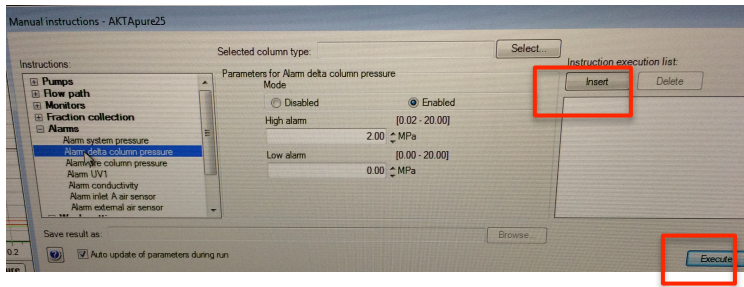 Manual instructions - AKTApure25
Selected column type:
Select...
Instructions:
Instruction execution list:
Pumps
Flow path
Monitors
Fraction collection
Alarms
Alarm system pressure
Alarm delta column pressure
Alarm pre column pressure
Alarm UV1
Alarm conductivity
Alarm inlet A air sensor
Alarm external air sensor
Parameters for Alarm delta column pressure
Mode
Disabled
Enabled
High alarm [0.02 - 20.00]
2.00 MPa
Low alarm [0.00 - 20.00]
0.00 MPa
Insert
Delete
Save result as:
Browse...
0.2
Auto update of parameters during run
Execute